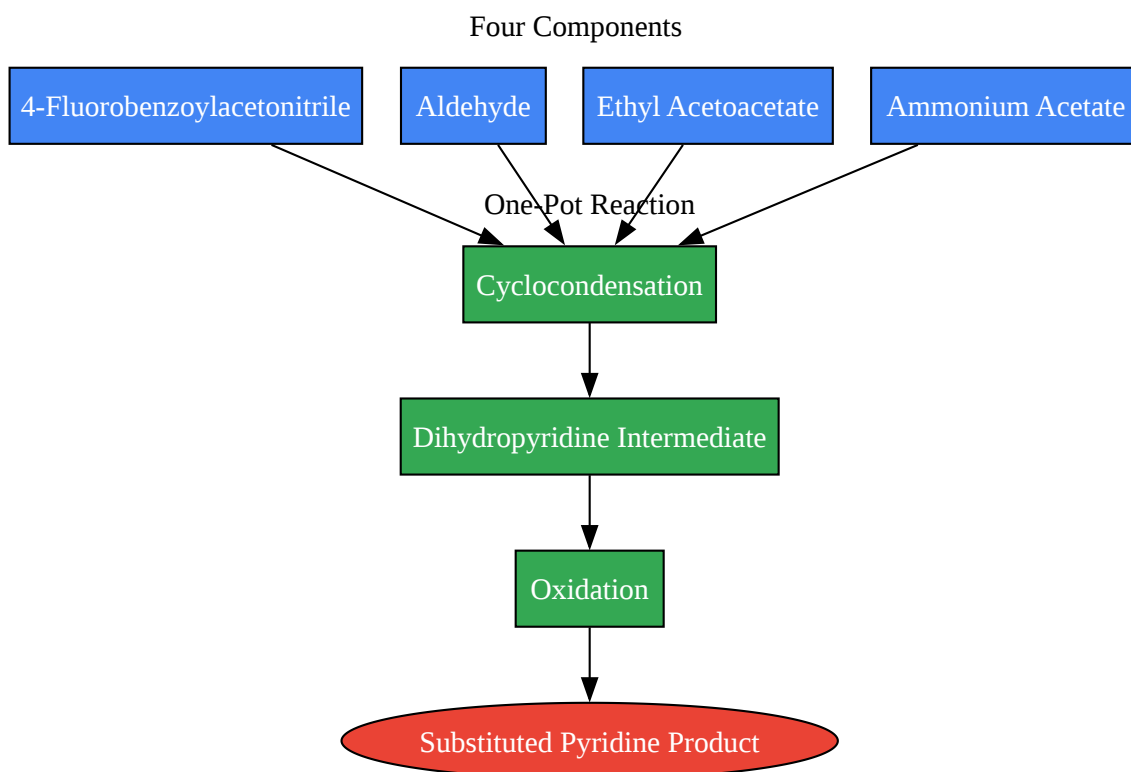 Four Components
4-Fluorobenzoylacetonitrile
Aldehyde
Ethyl Acetoacetate
Ammonium Acetate
One-Pot Reaction
Cyclocondensation
Dihydropyridine Intermediate
Oxidation
Substituted Pyridine Product